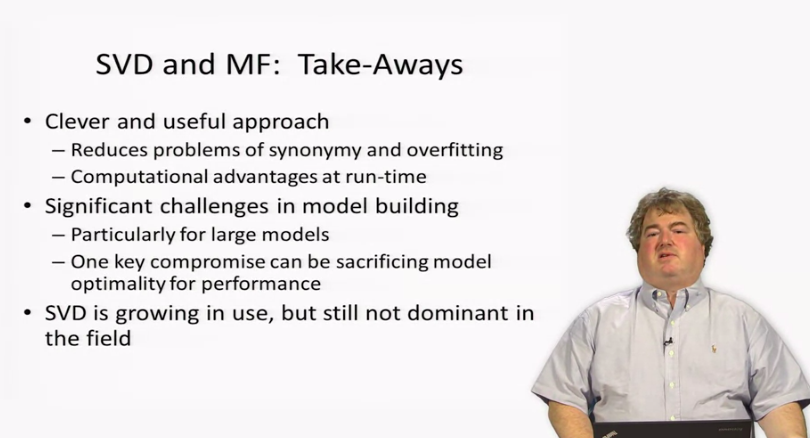 SVD and MF: Take-Aways
• Clever and useful approach
– Reduces problems of synonymy and overfitting
– Computational advantages at run-time
• Significant challenges in model building
– Particularly for large models
– One key compromise can be sacrificing model
optimality for performance
• SVD is growing in use, but still not dominant in
the field